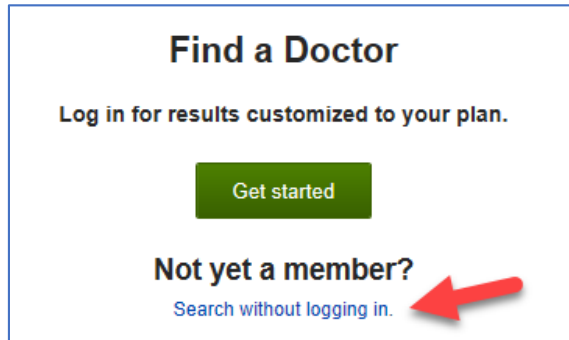 Find a Doctor
Log in for results customized to your plan.
Get started
Not yet a member?
Search without logging in.